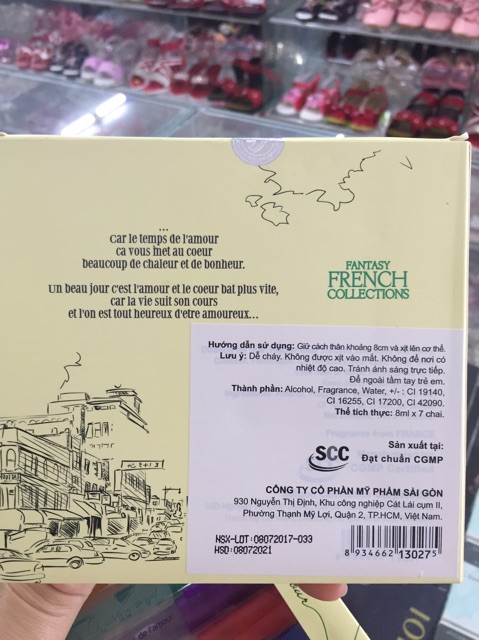 ...
Car le temps de l'amour
ca vous met au coeur
beaucoup de chaleur et de bonheur.
Un beau jour c'est l'amour et le coeur bat plus vite,
car la vie suit son cours
et l'on est tout heureux d'etre amoureux...
FANTASY
FRENCH
COLLECTIONS
Hướng dẫn sử dụng: Giữ cách thân khoảng 8cm và xịt lên cơ thể.
Lưu ý: Dễ cháy. Không được xịt vào mắt. Không để nơi có
nhiệt độ cao. Tránh ánh sáng trực tiếp.
Để ngoài tầm tay trẻ em.
Thành phần: Alcohol, Fragrance, Water, +/- : CI 19140,
CI 16255, CI 17200, CI 42090.
Thể tích thực: 8ml x 7 chai.
SCC
Sản xuất tại:
Đạt chuẩn CGMP
CÔNG TY CỔ PHẦN MỸ PHẨM SÀI GÒN
930 Nguyễn Thị Định, Khu công nghiệp Cát Lái cụm II,
Phường Thạnh Mỹ Lợi, Quận 2, TP.HCM, Việt Nam.
NSX-LOT: 08072017-033
HSD: 08072021
8 934662 130275